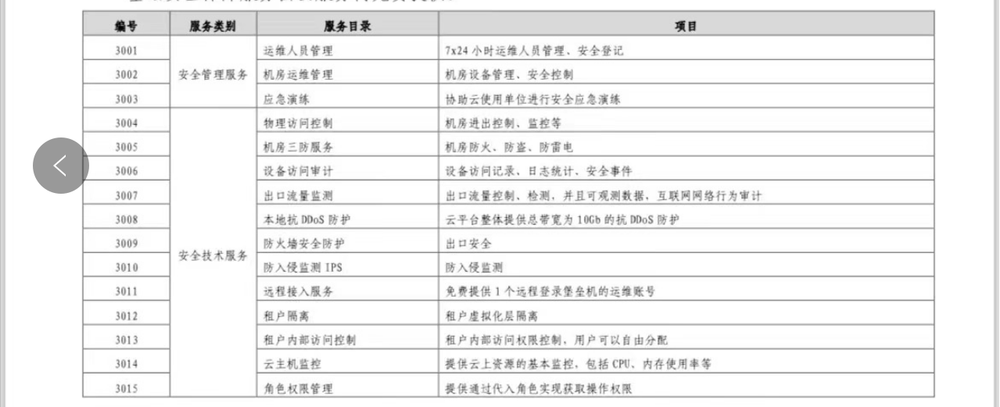 编号 服务类别 服务目录 项目
3001 运维人员管理 7x24 小时运维人员管理、安全登记
3002 安全管理服务 机房运维管理 机房设备管理、安全控制
3003 应急演练 协助云使用单位进行安全应急演练
3004 物理访问控制 机房进出控制、监控等
3005 机房三防服务 机房防火、防盗、防雷电
3006 设备访问审计 设备访问记录、日志统计、安全事件
3007 出口流量监测 出口流量控制、检测，并且可观测数据，互联网网络行为审计
3008 本地抗 DDoS 防护 云平台整体提供总带宽为 10Gb 的抗 DDoS 防护
3009 防火墙安全防护 出口安全
安全技术服务
3010 防入侵监测 IPS 防入侵监测
3011 远程接入服务 免费提供 1 个远程登录堡垒机的运维账号
3012 租户隔离 租户虚拟化层隔离
3013 租户内部访问控制 租户内部访问权限控制，用户可以自由分配
3014 云主机监控 提供云上资源的基本监控，包括 CPU、内存使用率等
3015 角色权限管理 提供通过代入角色实现获取操作权限